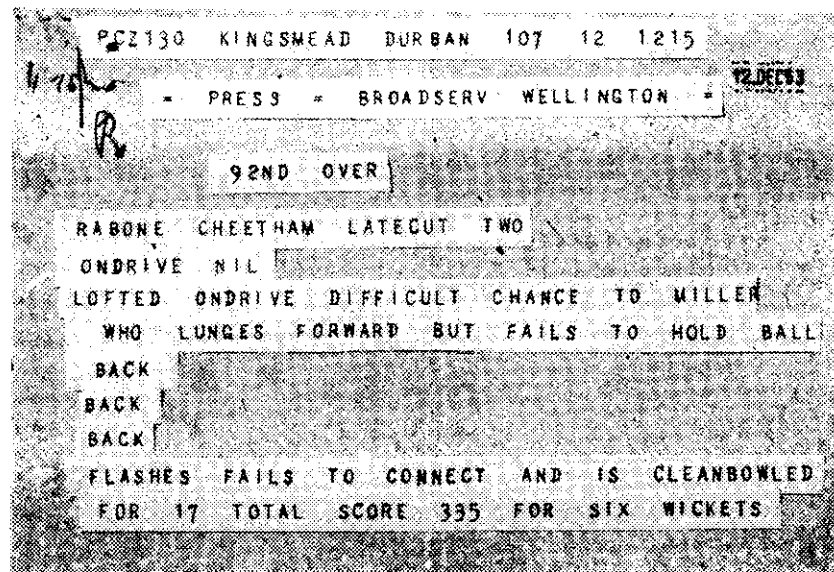 PCZ130 KINGSMEAD DURBAN 107 12 1215
12.DEC53
= PRESS = BROADSERV WELLINGTON =
92ND OVER
RABONE CHEETHAM LATECUT TWO
ONDRIVE NIL
LOFTED ONDRIVE DIFFICULT CHANCE TO MILLER
WHO LUNGES FORWARD BUT FAILS TO HOLD BALL
BACK
BACK
BACK
FLASHES FAILS TO CONNECT AND IS CLEANBOWLED
FOR 17 TOTAL SCORE 335 FOR SIX WICKETS